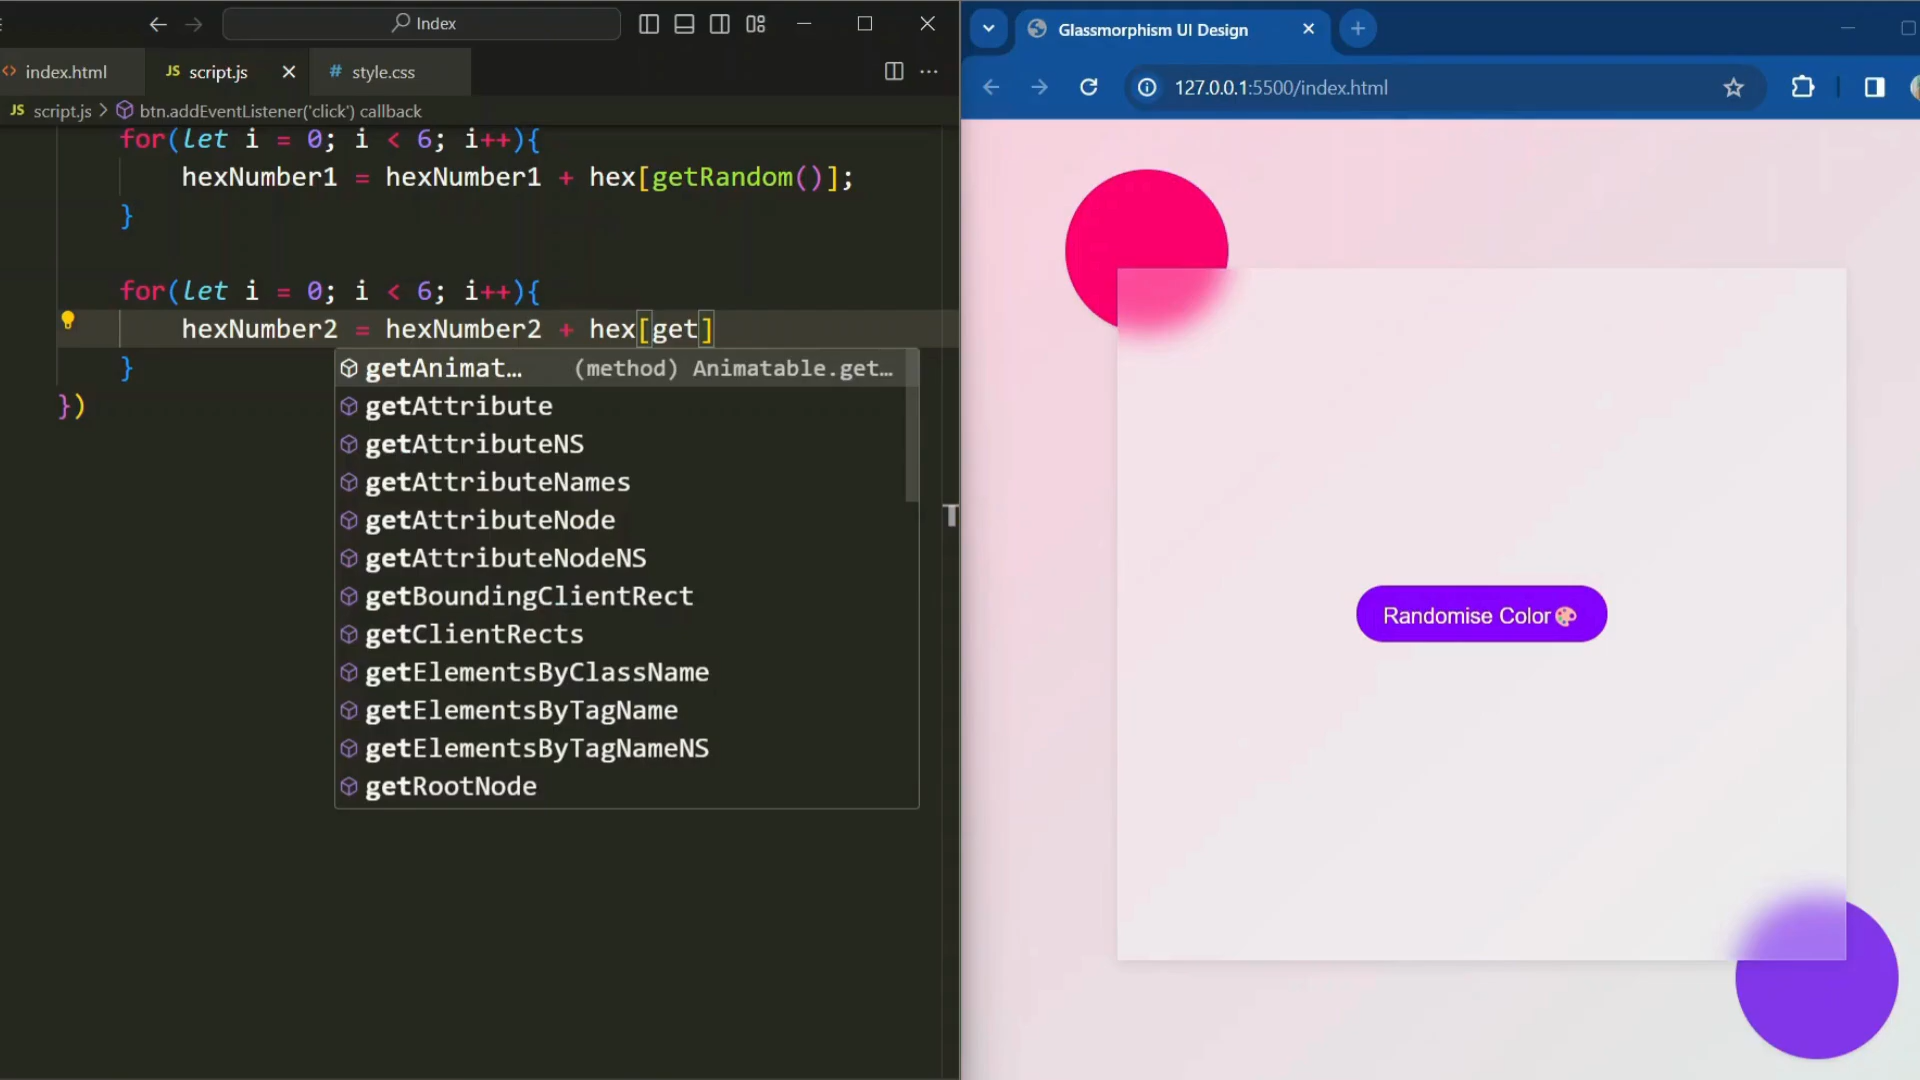 Index
index.html
JS script.js
# style.css
JS script.js > btn.addEventListener('click') callback
for(let i = 0; i < 6; i++){
hexNumber1 = hexNumber1 + hex[getRandom()];
}
for(let i = 0; i < 6; i++){
hexNumber2 = hexNumber2 + hex[get]
}
})
getAnimat… (method) Animatable.get…
getAttribute
getAttributeNS
getAttributeNames
getAttributeNode
getAttributeNodeNS
getBoundingClientRect
getClientRects
getElementsByClassName
getElementsByTagName
getElementsByTagNameNS
getRootNode
T
Glassmorphism UI Design
127.0.0.1:5500/index.html
Randomise Color🎨